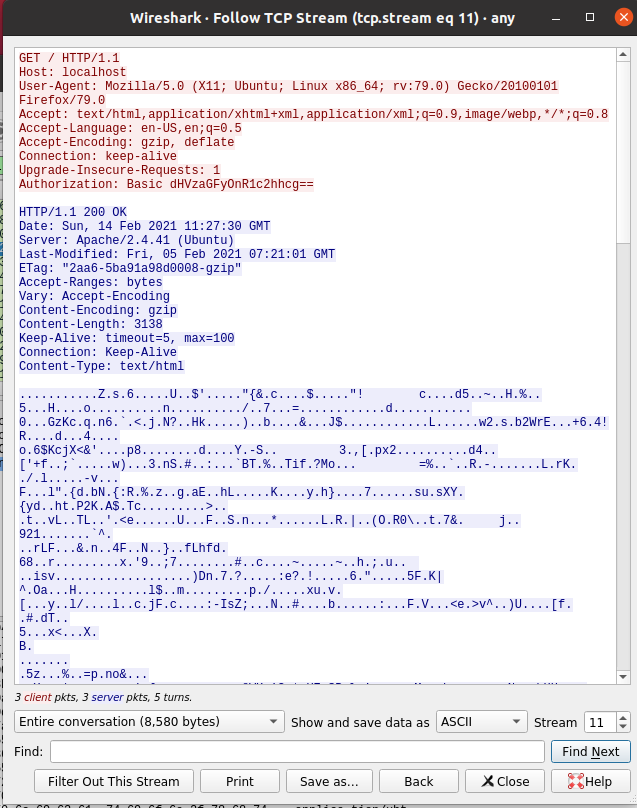 Wireshark · Follow TCP Stream (tcp.stream eq 11) · any
GET / HTTP/1.1
Host: localhost
User-Agent: Mozilla/5.0 (X11; Ubuntu; Linux x86_64; rv:79.0) Gecko/20100101
Firefox/79.0
Accept: text/html,application/xhtml+xml,application/xml;q=0.9,image/webp,*/*;q=0.8
Accept-Language: en-US,en;q=0.5
Accept-Encoding: gzip, deflate
Connection: keep-alive
Upgrade-Insecure-Requests: 1
Authorization: Basic dHVzaGFyOnR1c2hhcg==
HTTP/1.1 200 OK
Date: Sun, 14 Feb 2021 11:27:30 GMT
Server: Apache/2.4.41 (Ubuntu)
Last-Modified: Fri, 05 Feb 2021 07:21:01 GMT
ETag: "2aa6-5ba91a98d0008-gzip"
Accept-Ranges: bytes
Vary: Accept-Encoding
Content-Encoding: gzip
Content-Length: 3138
Keep-Alive: timeout=5, max=100
Connection: Keep-Alive
Content-Type: text/html
...........Z.s.6.....U..$'....."{&.c....$....."! c....d5..~..H.%..
5...H....o..........n........../..7...=............d...........
0...GzKc.q.n6.`.<.j.N?..Hk.....)..b....&...J$............L......w2.s.b2WrE...+6.4!
R....d...4....
o.6$KcjX<&'....p8........d....Y.-S.. 3.,[.px2..........d4..
['+f..;`.....w)...3.nS.#..:...`BT.%..Tif.?Mo... =%..`..R.-.......L.rK.
./.l.....-v...
F...l".{d.bN.{:R.%.z..g.aE..hL.....K....y.h}....7......su.sXY.
{yd..ht.P2K.A$.Tc.........>..
.t..vL..TL..'.<e......U...F..S.n...*......L.R.|..(O.R0\..t.7&. j..
921.......`^.
..rLF...&.n..4F..N..}..fLhfd.
68..r.........x.'9..;7........#..c....~.....~..h.;.u..
..isv...................)Dn.7.?.....:e?.!.....6.".....5F.K|
^.Oa...H..........l$..m.........p./.....xu.v.
[...y..l/....l..c.jF.c....:-IsZ;...N..#....b......:...F.V...<e.>v^..)U....[f.
.#.dT..
5...x<...X.
B.
.......
.5z...%..=p.no&...
3 client pkts, 3 server pkts, 5 turns.
Entire conversation (8,580 bytes) Show and save data as ASCII Stream 11
Find: Find Next
Filter Out This Stream Print Save as… Back Close Help